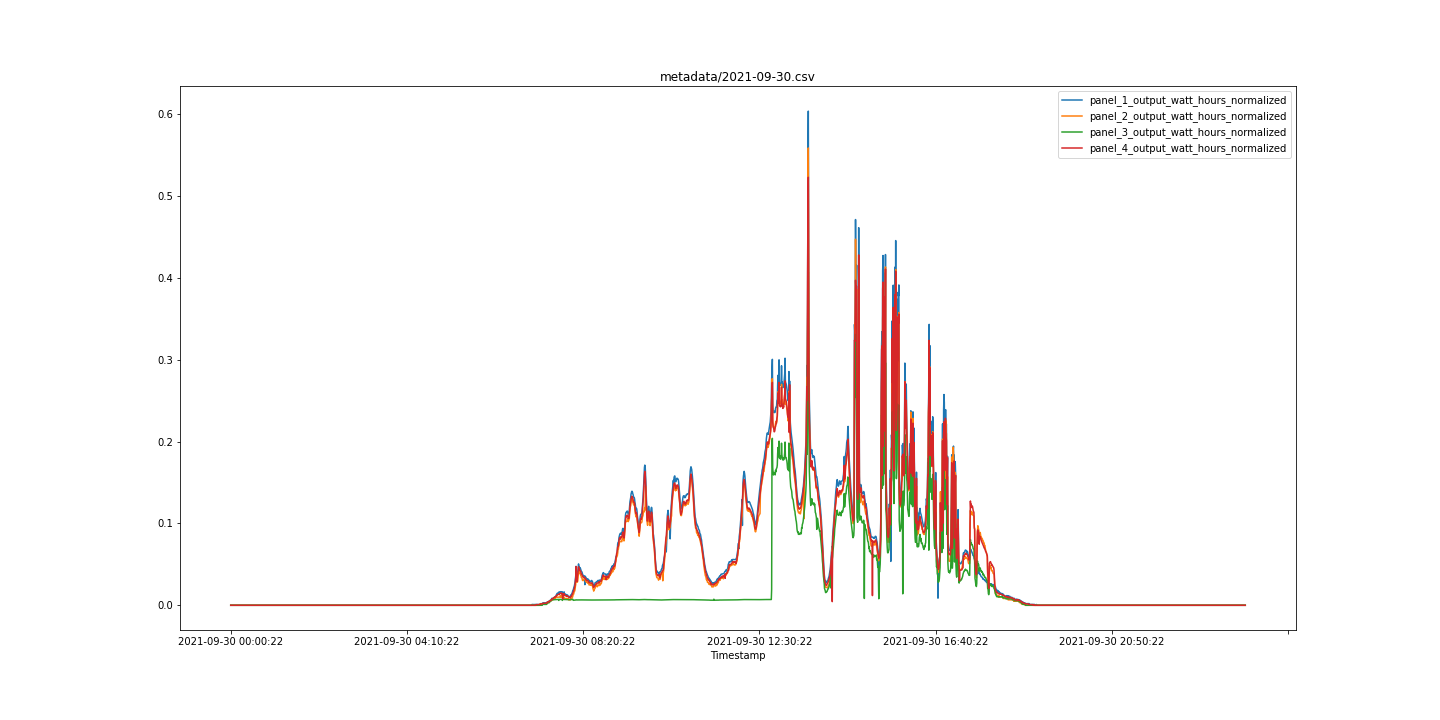 metadata/2021-09-30.csv
panel_1_output_watt_hours_normalized
panel_2_output_watt_hours_normalized
panel_3_output_watt_hours_normalized
panel_4_output_watt_hours_normalized
0.6
0.5
0.4
0.3
0.2
0.1
0.0
2021-09-30 00:00:22 2021-09-30 04:10:22 2021-09-30 08:20:22 2021-09-30 12:30:22 2021-09-30 16:40:22 2021-09-30 20:50:22
Timestamp